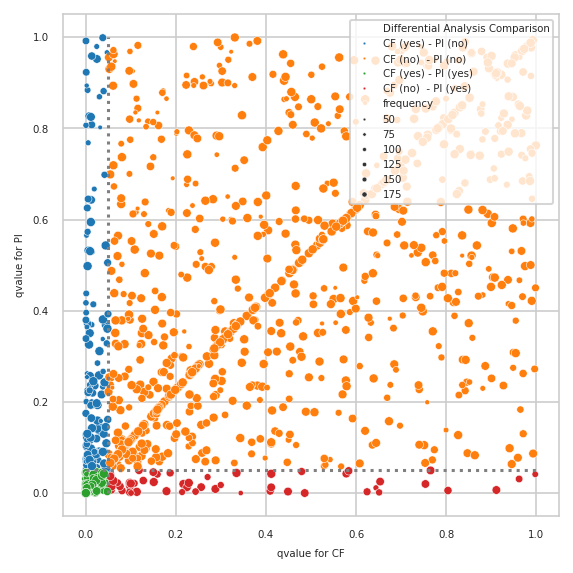 Differential Analysis Comparison
CF (yes) - PI (no)
CF (no)  - PI (no)
CF (yes) - PI (yes)
CF (no)  - PI (yes)
frequency
50
75
100
125
150
175
1.0
0.8
0.6
0.4
0.2
0.0
qvalue for PI
0.0 0.2 0.4 0.6 0.8 1.0
qvalue for CF